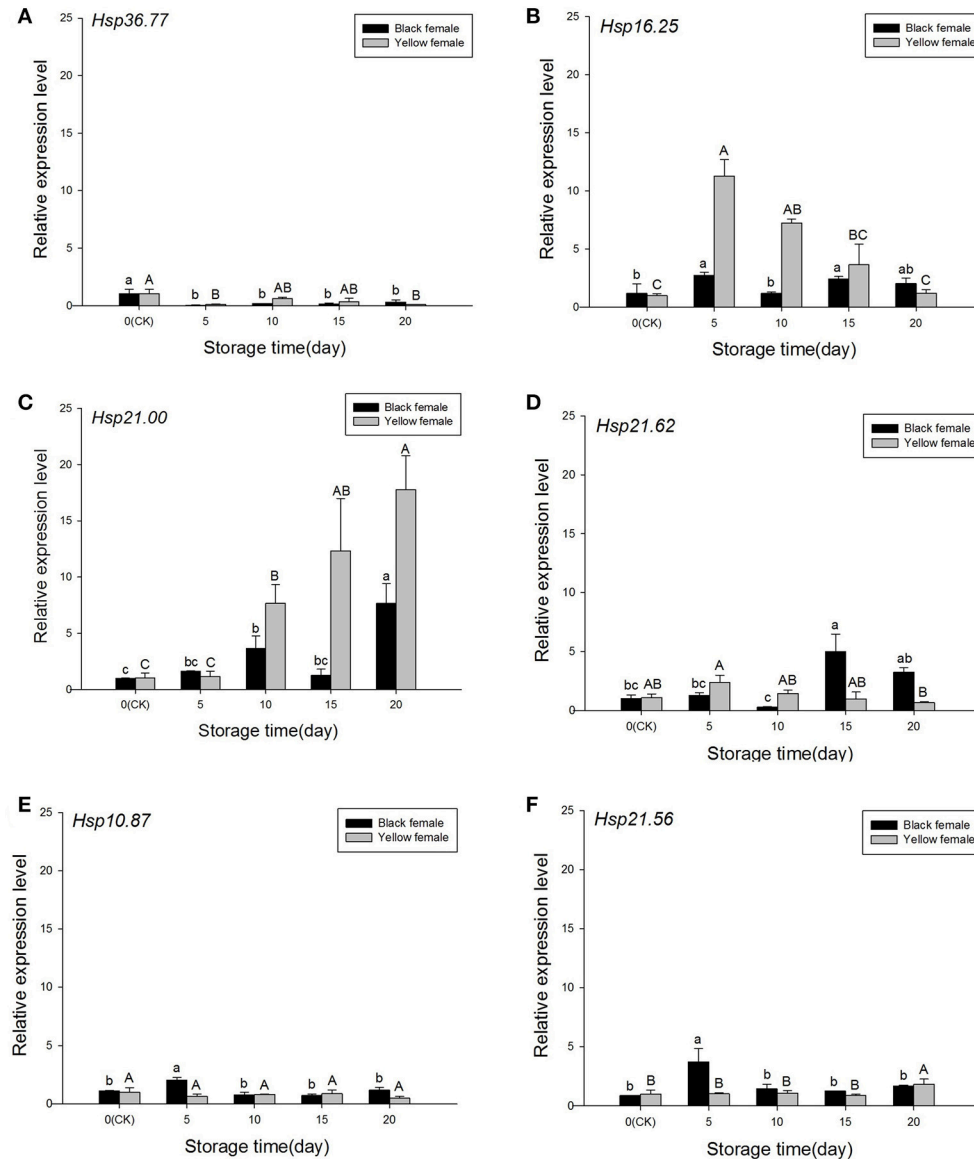 A
Hsp36.77
Black female
Yellow female
Relative expression level
25
20
15
10
5
0
a A
b B
b AB
b AB
b B
0(CK) 5 10 15 20
Storage time(day)
B
Hsp16.25
Black female
Yellow female
Relative expression level
25
20
15
10
5
0
b C
a A
b AB
a BC
ab C
0(CK) 5 10 15 20
Storage time(day)
C
Hsp21.00
Black female
Yellow female
Relative expression level
25
20
15
10
5
0
c C
bc C
b B
bc AB
a A
0(CK) 5 10 15 20
Storage time(day)
D
Hsp21.62
Black female
Yellow female
Relative expression level
25
20
15
10
5
0
bc AB
bc A
c AB
a AB
ab B
0(CK) 5 10 15 20
Storage time(day)
E
Hsp10.87
Black female
Yellow female
Relative expression level
25
20
15
10
5
0
b A
a A
b A
b A
b A
0(CK) 5 10 15 20
Storage time(day)
F
Hsp21.56
Black female
Yellow female
Relative expression level
25
20
15
10
5
0
b B
a B
b B
b B
b A
0(CK) 5 10 15 20
Storage time(day)